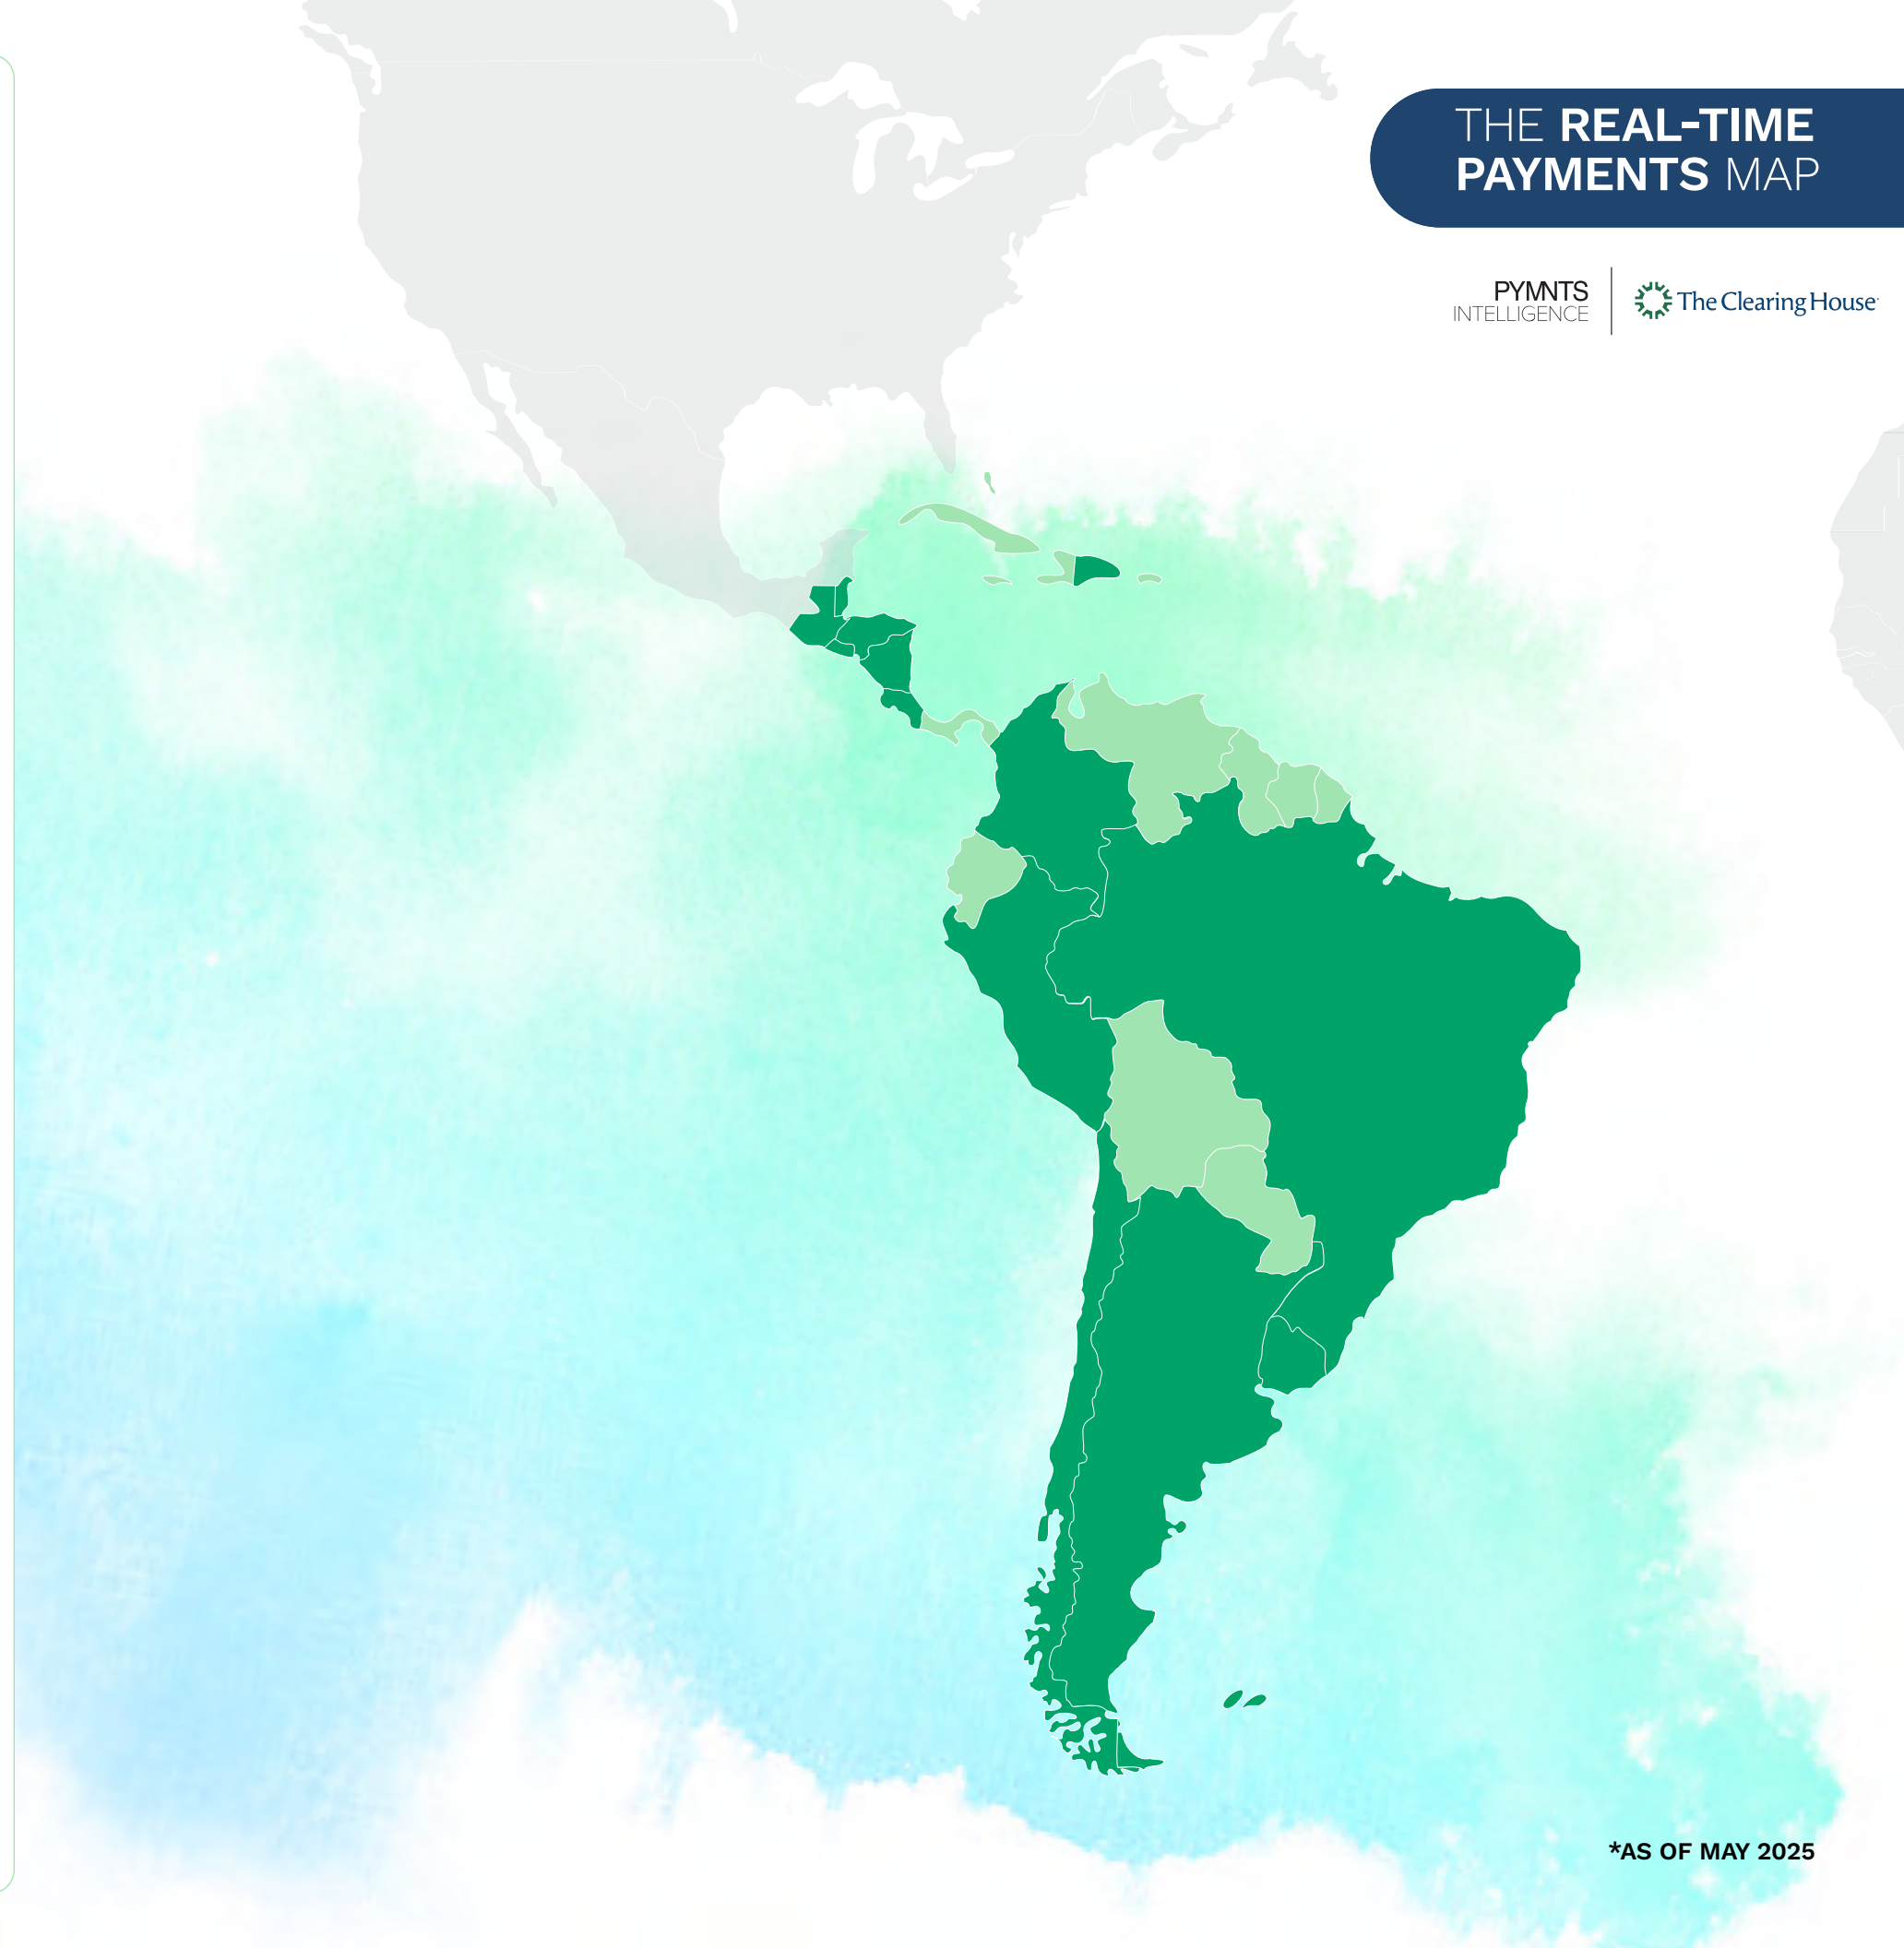 THE REAL-TIME
PAYMENTS MAP
PYMNTS
INTELLIGENCE
The Clearing House
*AS OF MAY 2025